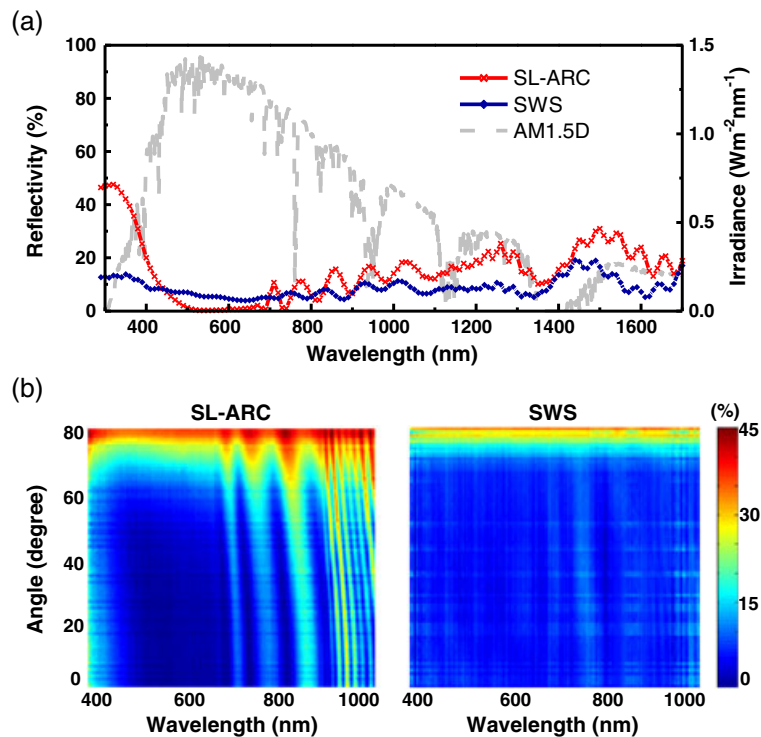 (a)
100
80
60
40
20
0
Reflectivity (%)
SL-ARC
SWS
AM1.5D
1.5
1.0
0.5
0.0
Irradiance (Wm-2nm-1)
400 600 800 1000 1200 1400 1600
Wavelength (nm)
(b)
SL-ARC SWS (%)
80
60
40
20
0
Angle (degree)
45
30
15
0
400 600 800 1000
Wavelength (nm)
400 600 800 1000
Wavelength (nm)